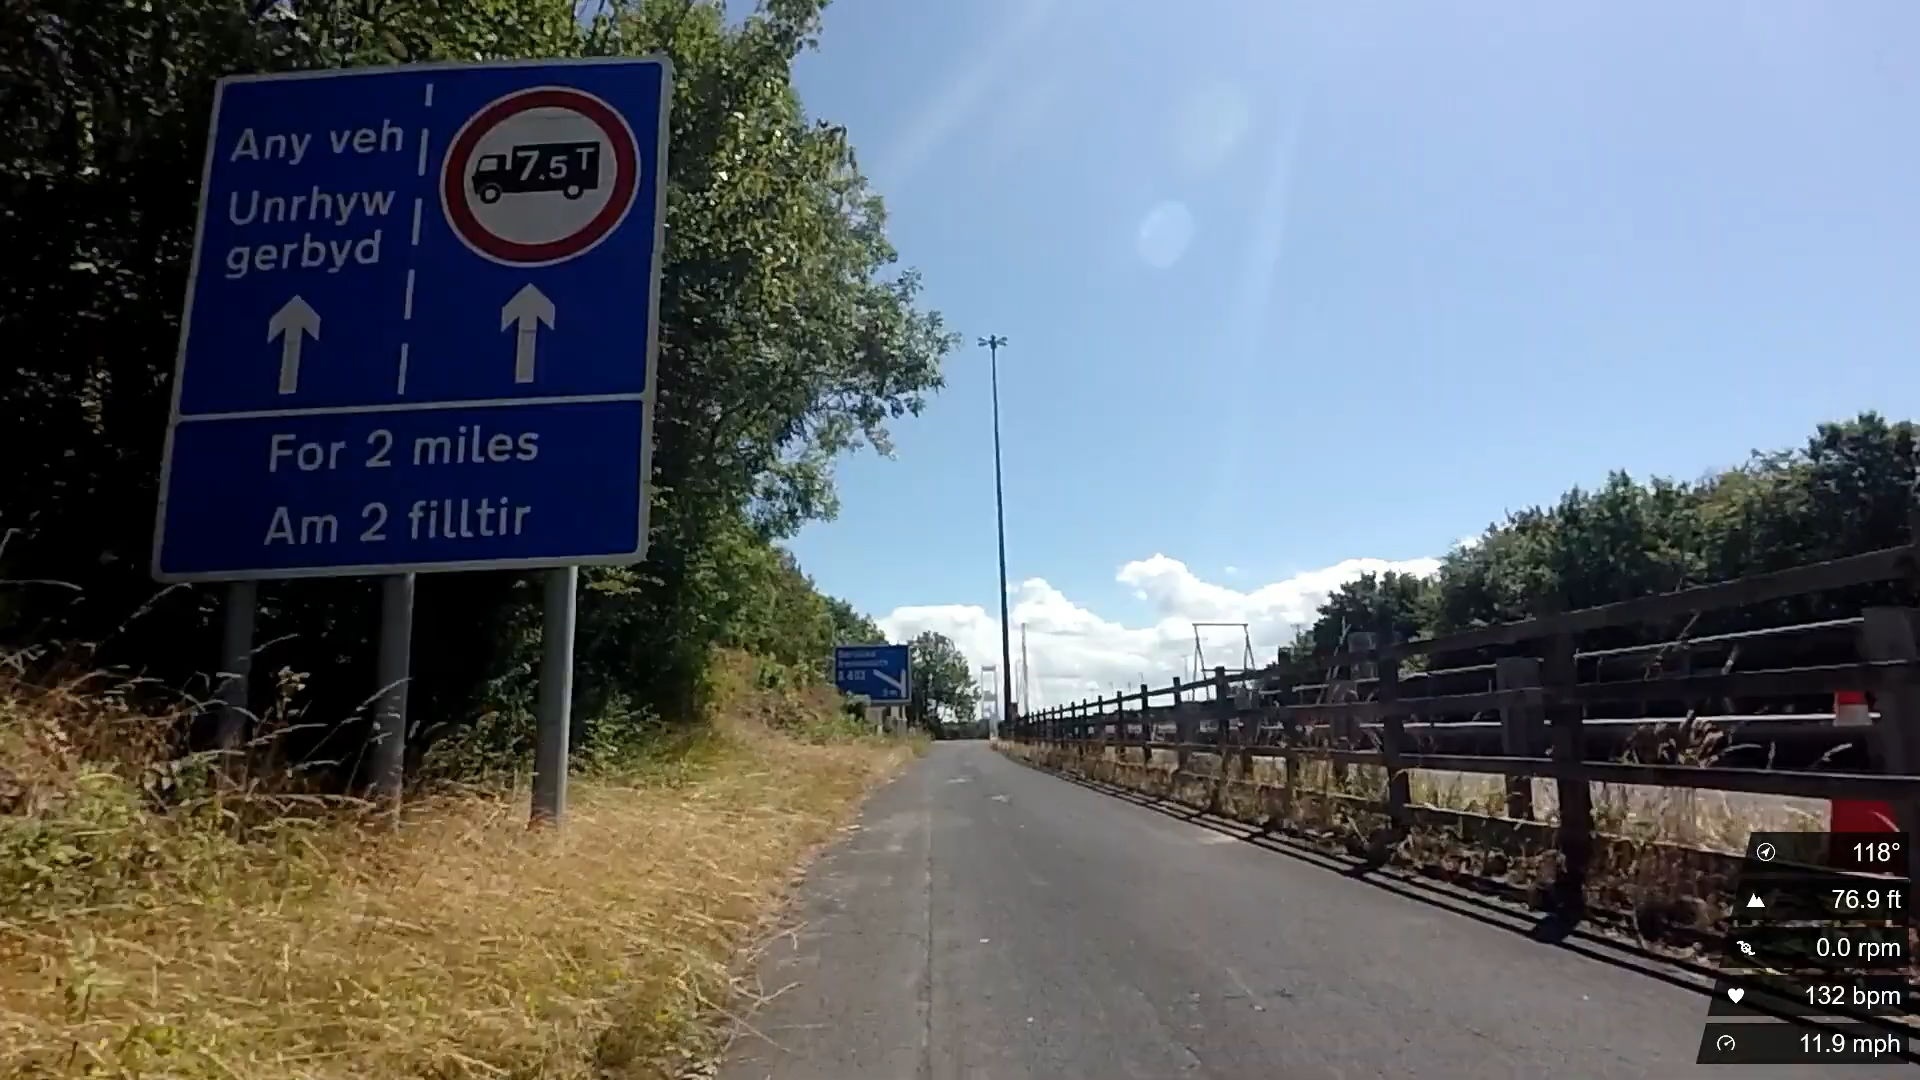 Any veh
Unrhyw
gerbyd
7.5T
For 2 miles
Am 2 filltir
118°
76.9 ft
0.0 rpm
132 bpm
11.9 mph